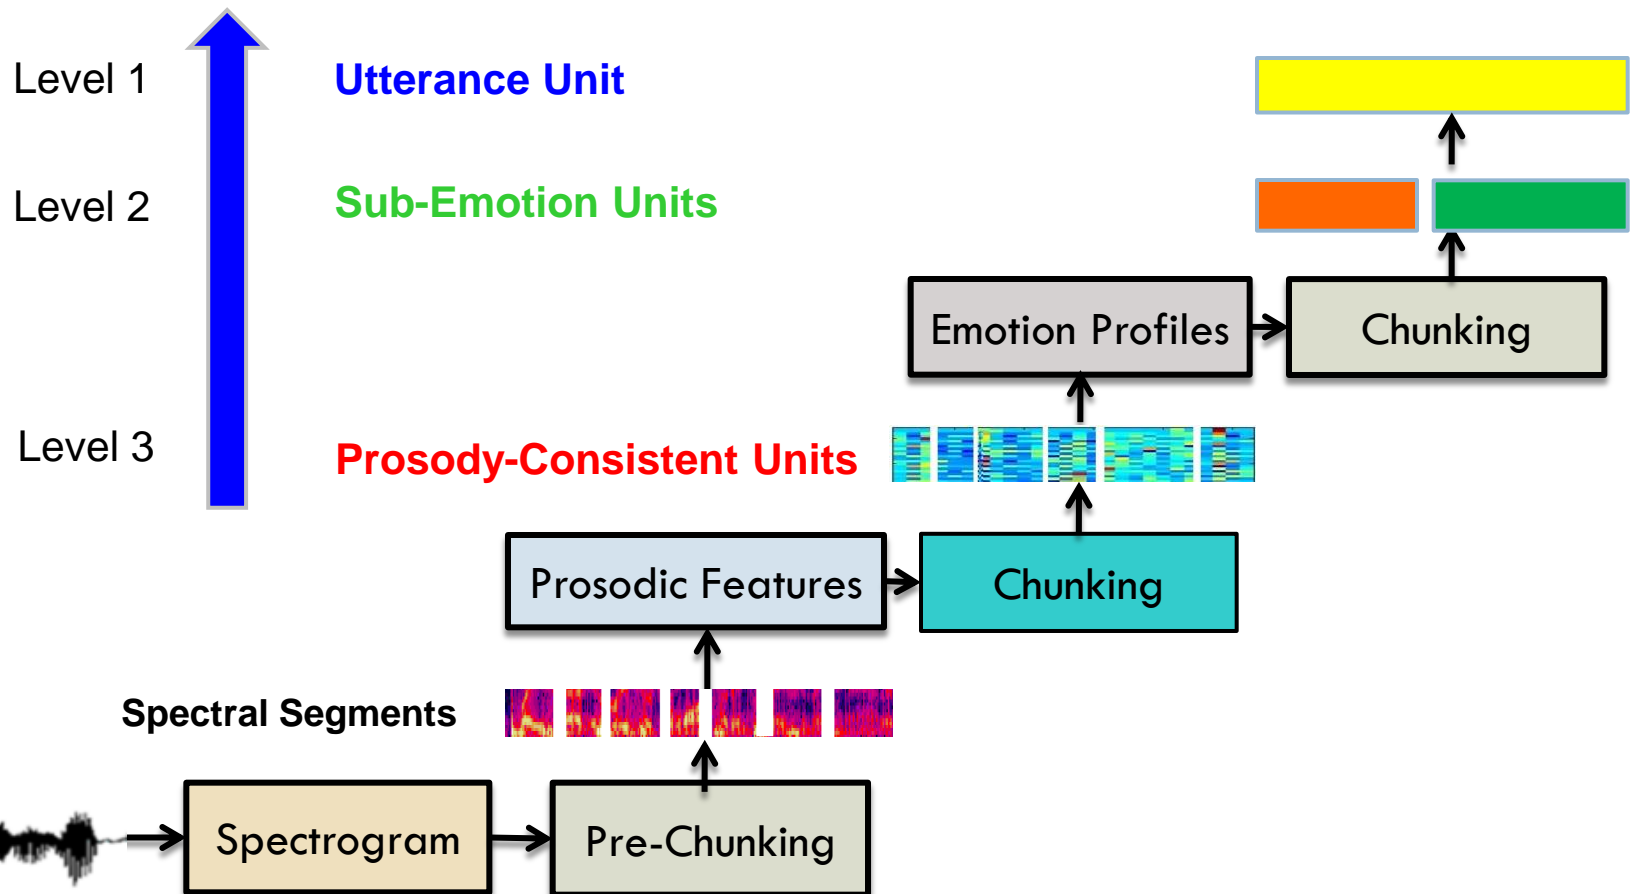 Level 1
Utterance Unit
Level 2
Sub-Emotion Units
Emotion Profiles
Chunking
Level 3
Prosody-Consistent Units
Prosodic Features
Chunking
Spectral Segments
Spectrogram
Pre-Chunking